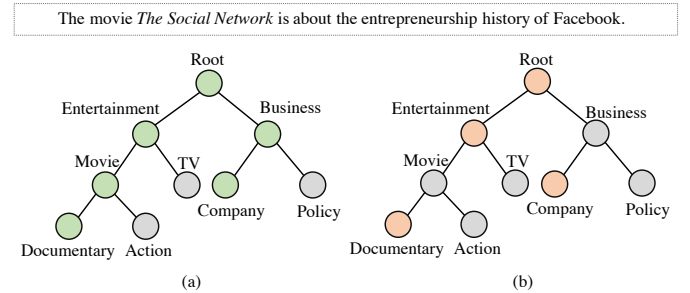 The movie The Social Network is about the entrepreneurship history of Facebook.
Root
Entertainment
Business
Movie
TV
Company
Policy
Documentary
Action
(a)
Root
Entertainment
Business
Movie
TV
Company
Policy
Documentary
Action
(b)